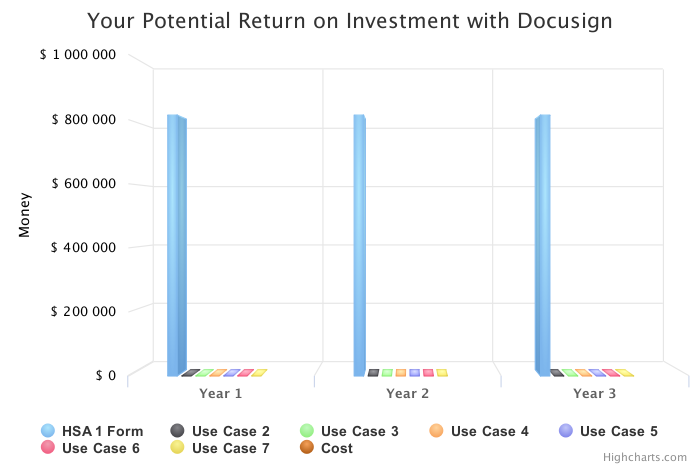 Your Potential Return on Investment with Docusign
$ 1 000 000
$ 800 000
$ 600 000
$ 400 000
$ 200 000
$ 0
Money
Year 1 Year 2 Year 3
HSA 1 Form Use Case 2 Use Case 3 Use Case 4 Use Case 5
Use Case 6 Use Case 7 Cost
Highcharts.com